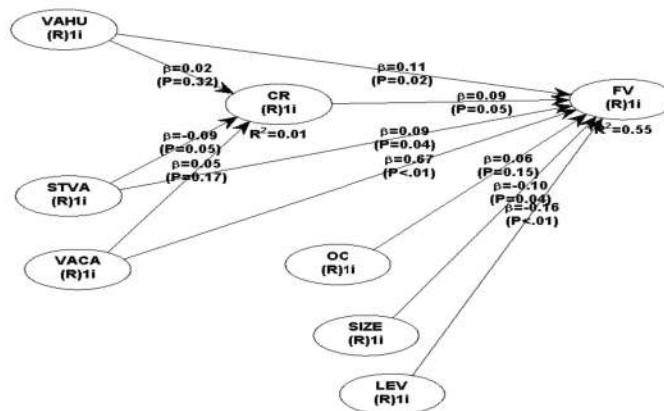 VAHU
(R)1i
β=0.02
(P=0.32)
β=0.11
(P=0.02)
CR
(R)1i
R²=0.01
β=0.09
(P=0.05)
FV
(R)1i
R²=0.55
β=-0.09
(P=0.05)
β=0.05
(P=0.17)
β=0.09
(P=0.04)
β=0.67
(P<.01)
β=0.06
(P=0.15)
β=-0.10
(P=0.04)
β=-0.16
(P<.01)
STVA
(R)1i
VACA
(R)1i
OC
(R)1i
SIZE
(R)1i
LEV
(R)1i